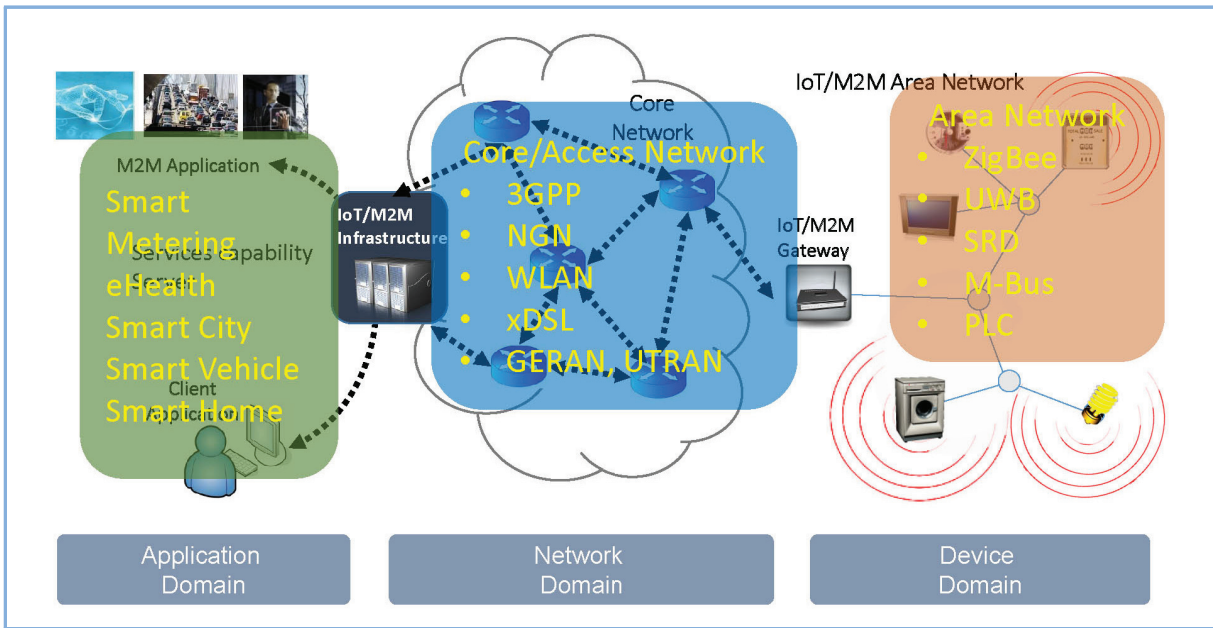 M2M Application
Smart
Metering
Services capability
Server
eHealth
Smart City
Smart Vehicle
Client
Application
Smart Home
IoT/M2M
Infrastructure
Core
Network
Core/Access Network
• 3GPP
• NGN
• WLAN
• xDSL
• GERAN, UTRAN
IoT/M2M
Gateway
IoT/M2M Area Network
Area Network
• ZigBee
• UWB
• SRD
• M-Bus
• PLC
Application
Domain
Network
Domain
Device
Domain